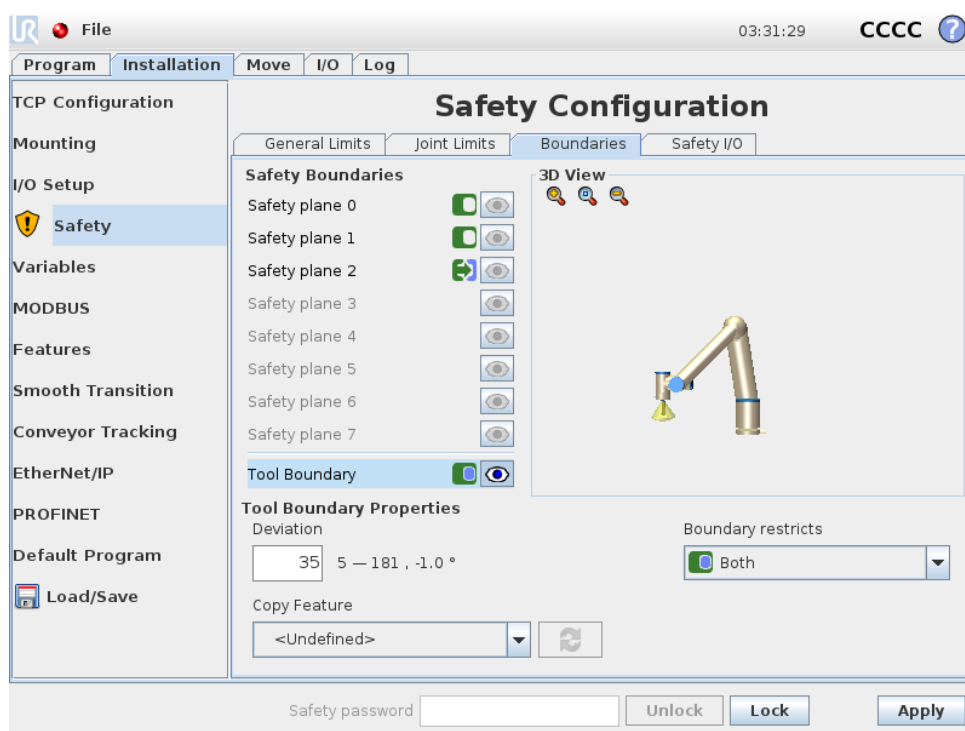 UR File 03:31:29 CCCC ?
Program Installation Move I/O Log
TCP Configuration
Mounting
I/O Setup
Safety
Variables
MODBUS
Features
Smooth Transition
Conveyor Tracking
EtherNet/IP
PROFINET
Default Program
Load/Save
Safety Configuration
General Limits Joint Limits Boundaries Safety I/O
Safety Boundaries
Safety plane 0
Safety plane 1
Safety plane 2
Safety plane 3
Safety plane 4
Safety plane 5
Safety plane 6
Safety plane 7
Tool Boundary
3D View
Tool Boundary Properties
Deviation
35 5 — 181 , -1.0 °
Boundary restricts
Both
Copy Feature
<Undefined>
Safety password Unlock Lock Apply